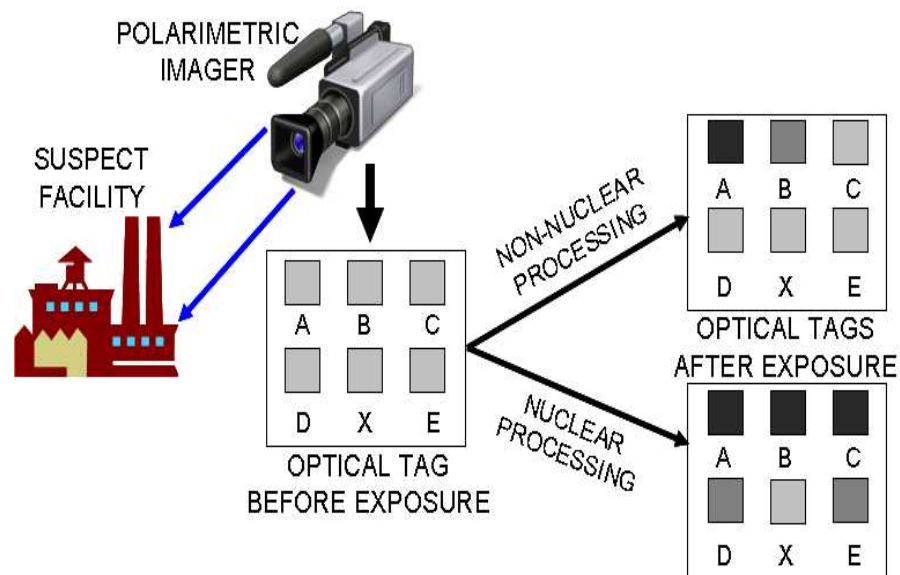 POLARIMETRIC
IMAGER
SUSPECT
FACILITY
A B C
D X E
OPTICAL TAG
BEFORE EXPOSURE
NON-NUCLEAR
PROCESSING
NUCLEAR
PROCESSING
A B C
D X E
OPTICAL TAGS
AFTER EXPOSURE
A B C
D X E